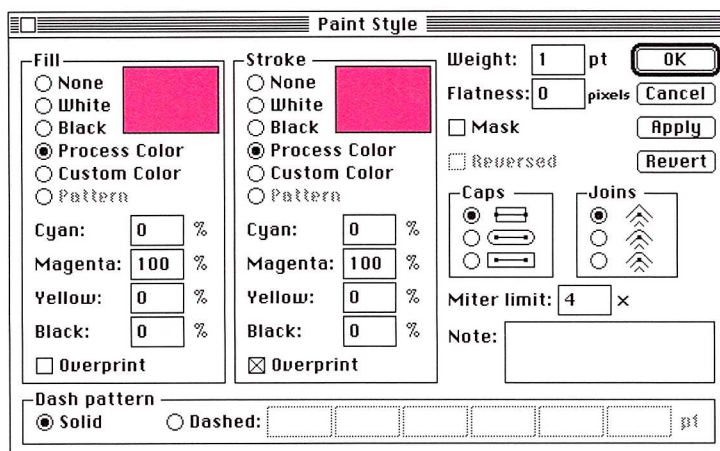 Paint Style
Fill
None
White
Black
Process Color
Custom Color
Pattern
Cyan: 0 %
Magenta: 100 %
Yellow: 0 %
Black: 0 %
Overprint
Stroke
None
White
Black
Process Color
Custom Color
Pattern
Cyan: 0 %
Magenta: 100 %
Yellow: 0 %
Black: 0 %
Overprint
Weight: 1 pt
Flatness: 0 pixels
Mask
Reversed
OK
Cancel
Apply
Revert
Caps
Joins
Miter limit: 4 x
Note:
Dash pattern
Solid Dashed: pt